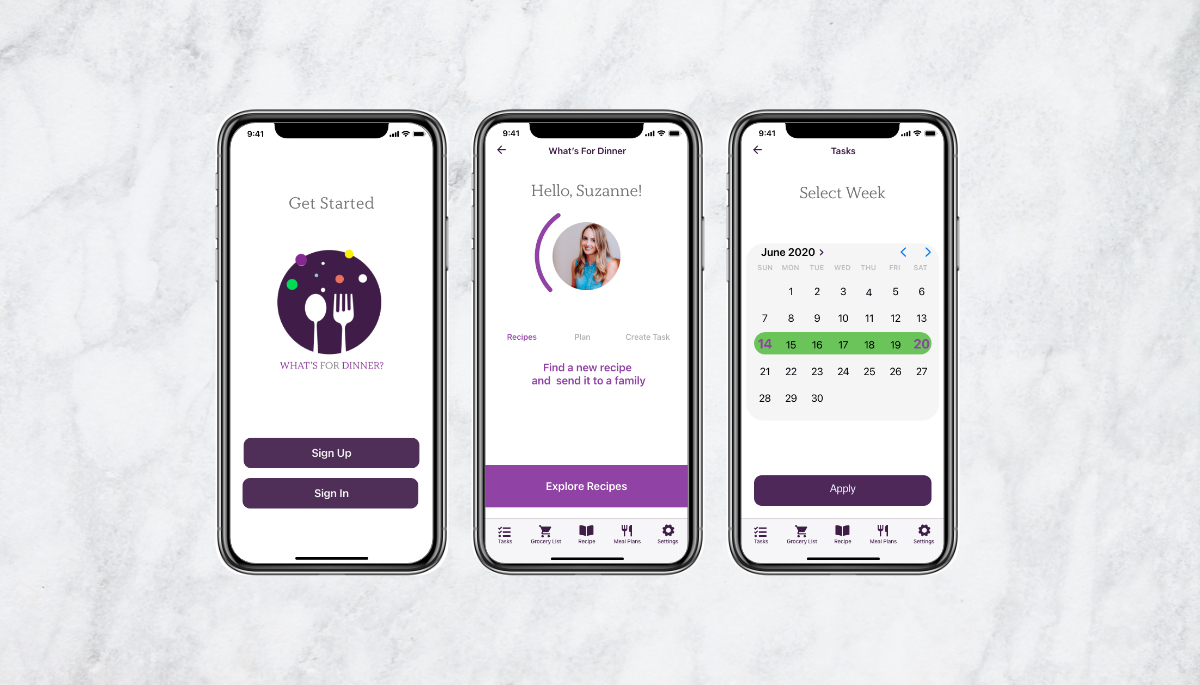 9:41
Get Started
WHAT'S FOR DINNER?
Sign Up
Sign In
9:41
What's For Dinner
Hello, Suzanne!
Recipes Plan Create Task
Find a new recipe
and send it to a family
Explore Recipes
Tasks Grocery List Recipe Meal Plans Settings
9:41
Tasks
Select Week
June 2020
SUN MON TUE WED THU FRI SAT
1 2 3 4 5 6
7 8 9 10 11 12 13
14 15 16 17 18 19 20
21 22 23 24 25 26 27
28 29 30
Apply
Tasks Grocery List Recipe Meal Plans Settings